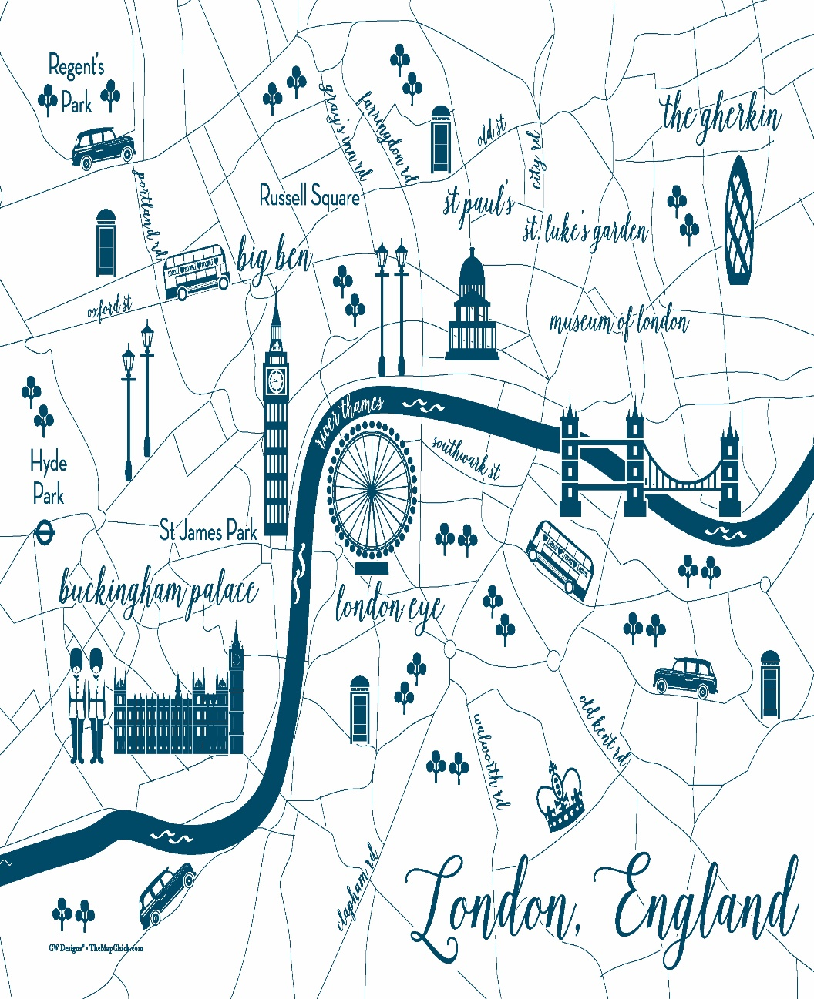 Regent's
Park
gray's inn rd
farringdon rd
old st
city rd
the gherkin
portland rd
Russell Square
st paul's
st. luke's garden
big ben
oxford st
museum of london
river thames
southwark st
Hyde
Park
St James Park
buckingham palace
london eye
old kent rd
walworth rd
clapham rd
London, England
GW Designs® - TheMapChick.com